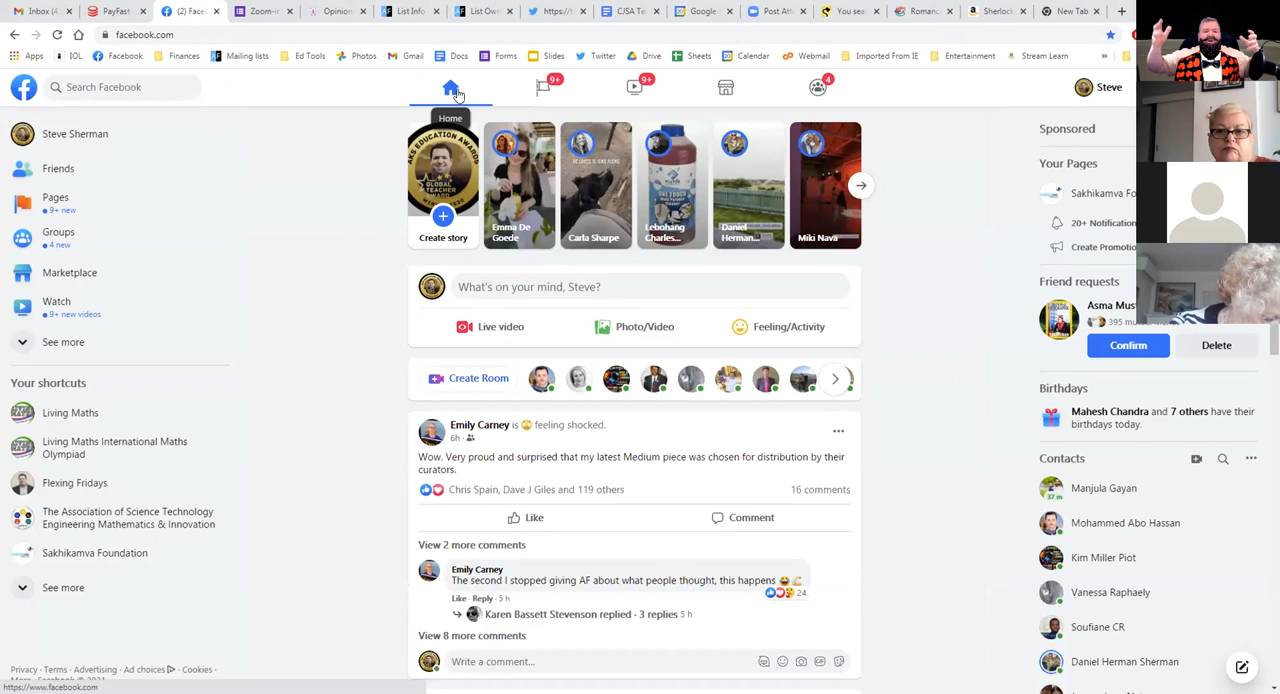 Inbox (4)
PayFast
(2) Face
Zoom-in
Opinion
List Info
List Own
https://t
CJSA Te
Google
Post Att
You sea
Romanc
Sherlock
New Tab
facebook.com
Apps
IOL
Facebook
Finances
Mailing lists
Ed Tools
Photos
Gmail
Docs
Forms
Slides
Twitter
Drive
Sheets
Calendar
Webmail
Imported From IE
Entertainment
Stream Learn
Search Facebook
9+
9+
4
Steve
Home
Steve Sherman
Friends
Pages
9+ new
Groups
4 new
Marketplace
Watch
9+ new videos
See more
Your shortcuts
Living Maths
Living Maths International Maths
Olympiad
Flexing Fridays
The Association of Science Technology
Engineering Mathematics & Innovation
Sakhikamva Foundation
See more
Privacy · Terms · Advertising · Ad choices · Cookies ·
https://www.facebook.com
EDUCATION AWARDS
GLOBAL
TEACHER
Create story
Emma De
Goede
Carla Sharpe
Lebohang
Charles...
Daniel
Herman...
Miki Nava
What's on your mind, Steve?
Live video
Photo/Video
Feeling/Activity
Create Room
Emily Carney is feeling shocked.
6h ·
Wow. Very proud and surprised that my latest Medium piece was chosen for distribution by their
curators.
Chris Spain, Dave J Giles and 119 others
16 comments
Like
Comment
View 2 more comments
Emily Carney
The second I stopped giving AF about what people thought, this happens
24
Like · Reply · 5 h
Karen Bassett Stevenson replied · 3 replies 5 h
View 8 more comments
Write a comment...
Sponsored
Your Pages
Sakhikamva Fo
20+ Notification
Create Promotio
Friend requests
Asma Must
395 mut
Confirm
Delete
Birthdays
Mahesh Chandra and 7 others have their
birthdays today.
Contacts
Manjula Gayan
37 m
Mohammed Abo Hassan
Kim Miller Piot
Vanessa Raphaely
Soufiane CR
Daniel Herman Sherman